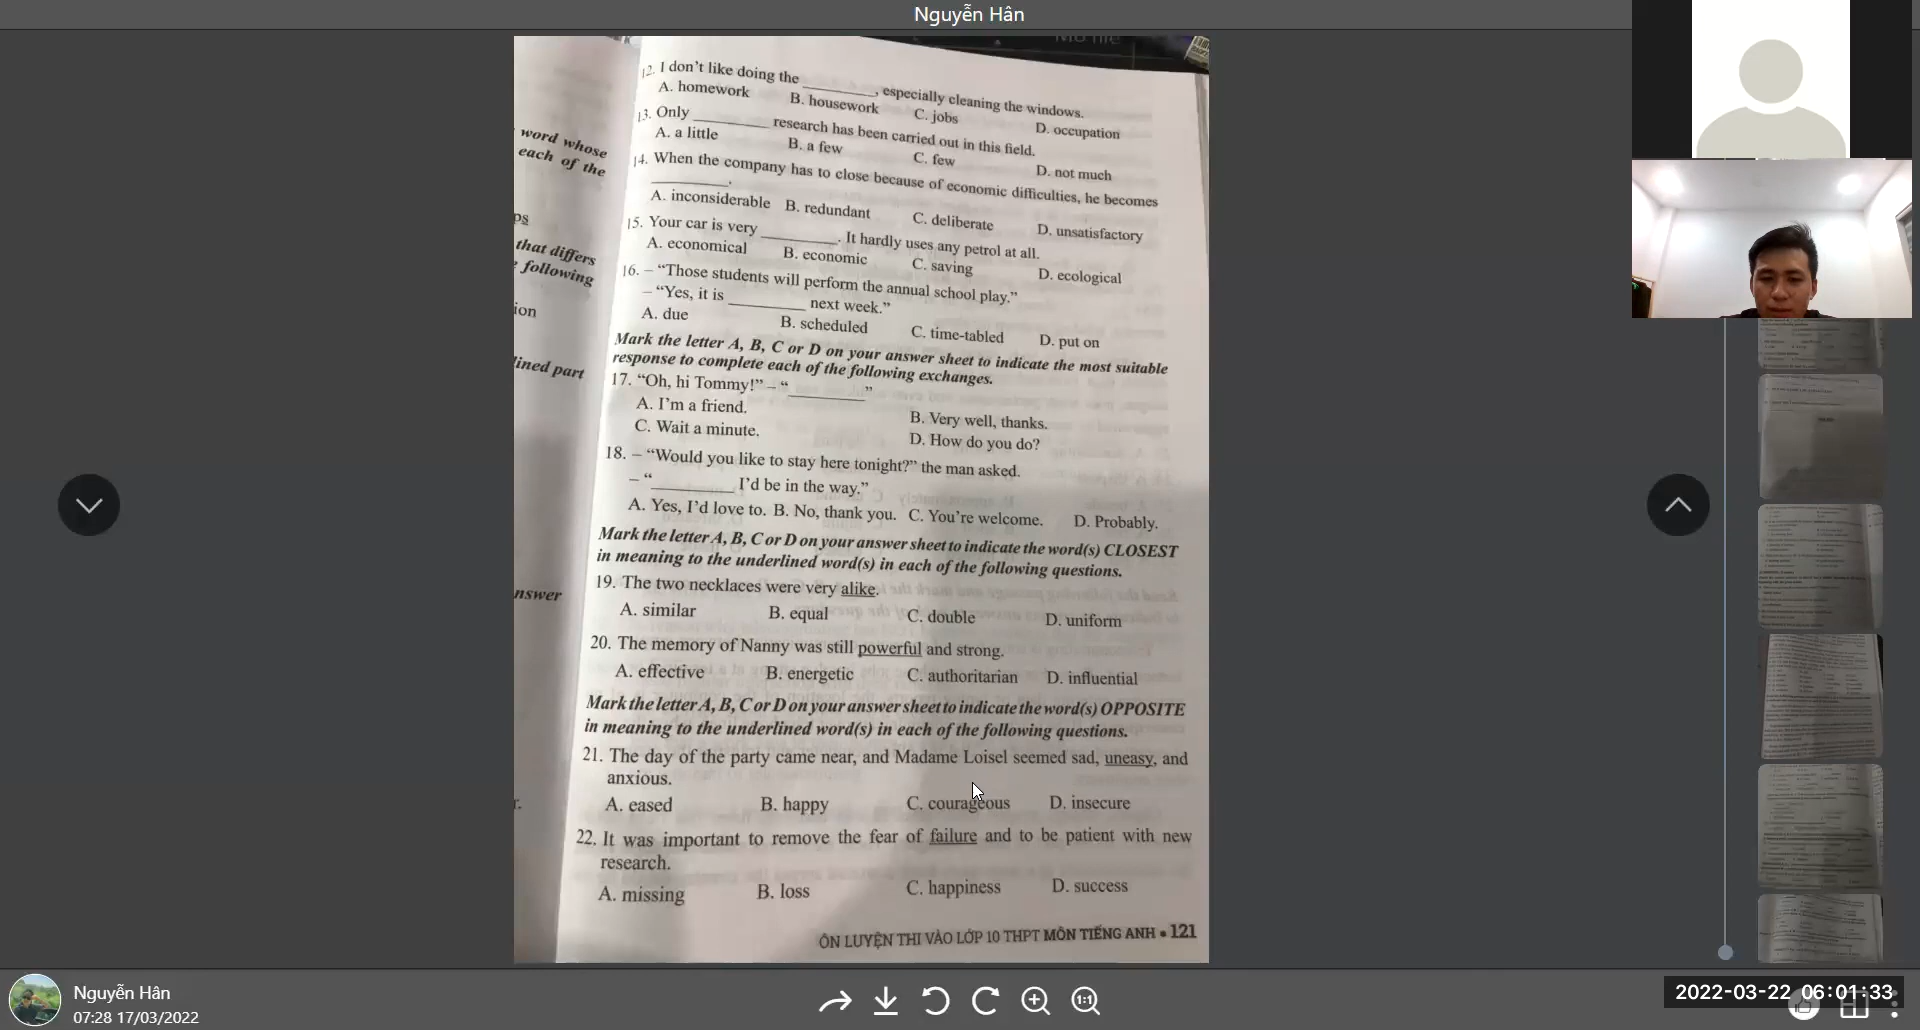 Nguyễn Hân
12. I don't like doing the ________, especially cleaning the windows.
A. homework B. housework C. jobs D. occupation
13. Only ________ research has been carried out in this field.
A. a little B. a few C. few D. not much
14. When the company has to close because of economic difficulties, he becomes
________.
A. inconsiderable B. redundant C. deliberate D. unsatisfactory
15. Your car is very ________. It hardly uses any petrol at all.
A. economical B. economic C. saving D. ecological
16. – “Those students will perform the annual school play.”
– “Yes, it is ________ next week.”
A. due B. scheduled C. time-tabled D. put on
Mark the letter A, B, C or D on your answer sheet to indicate the most suitable
response to complete each of the following exchanges.
17. “Oh, hi Tommy!” – “________”
A. I'm a friend. B. Very well, thanks.
C. Wait a minute. D. How do you do?
18. – “Would you like to stay here tonight?” the man asked.
– “________ I'd be in the way.”
A. Yes, I'd love to. B. No, thank you. C. You're welcome. D. Probably.
Mark the letter A, B, C or D on your answer sheet to indicate the word(s) CLOSEST
in meaning to the underlined word(s) in each of the following questions.
19. The two necklaces were very alike.
A. similar B. equal C. double D. uniform
20. The memory of Nanny was still powerful and strong.
A. effective B. energetic C. authoritarian D. influential
Mark the letter A, B, C or D on your answer sheet to indicate the word(s) OPPOSITE
in meaning to the underlined word(s) in each of the following questions.
21. The day of the party came near, and Madame Loisel seemed sad, uneasy, and
anxious.
A. eased B. happy C. courageous D. insecure
22. It was important to remove the fear of failure and to be patient with new
research.
A. missing B. loss C. happiness D. success
ÔN LUYỆN THI VÀO LỚP 10 THPT MÔN TIẾNG ANH • 121
word whose
each of the
ps
that differs
following
ion
lined part
nswer
r.
Nguyễn Hân
07:28 17/03/2022
1:1
2022-03-22 06:01:33